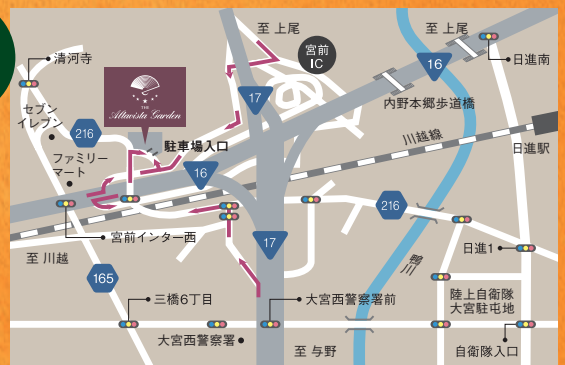 至 上尾
至 上尾
宮前
IC
清河寺
16
日進南
THE
Altavista Garden
17
内野本郷歩道橋
セブン
イレブン
216
川越線
日進駅
駐車場入口
ファミリー
マート
16
216
宮前インター西
17
日進1
至 川越
鴨川
165
三橋6丁目
大宮西警察署前
陸上自衛隊
大宮駐屯地
大宮西警察署
至 与野
自衛隊入口